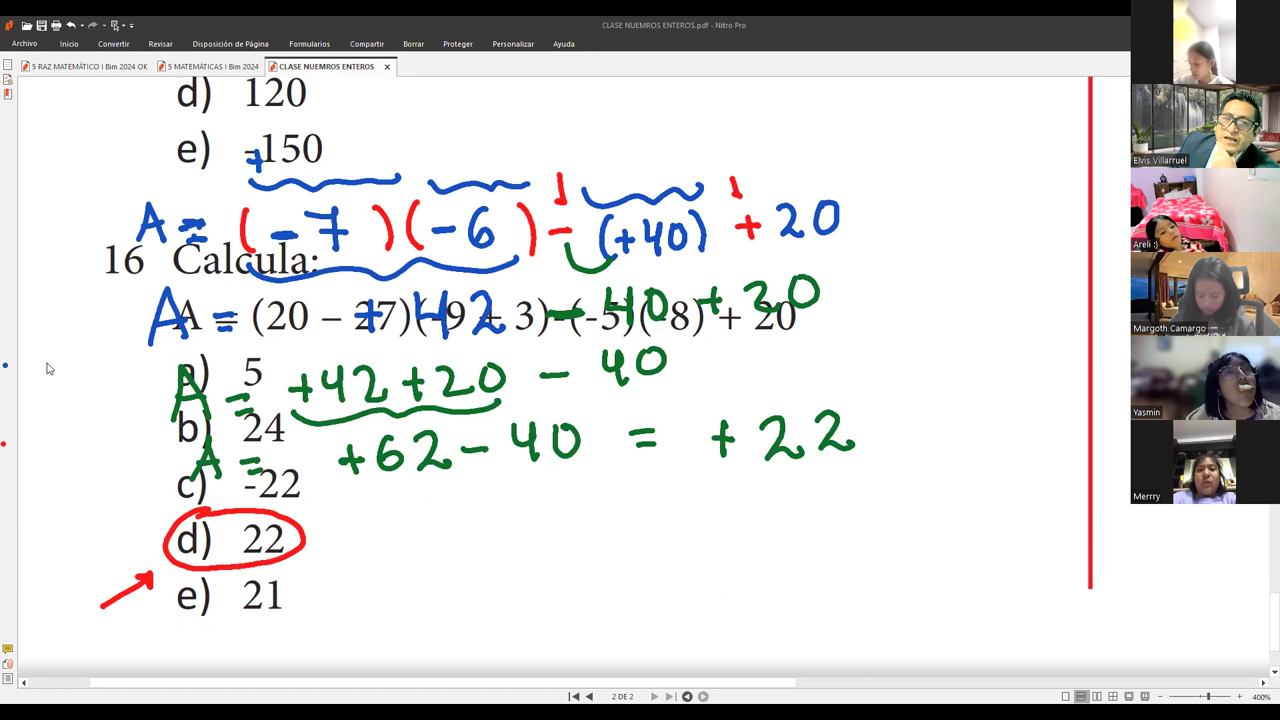 CLASE NUEMROS ENTEROS.pdf - Nitro Pro
Archivo Inicio Convertir Revisar Disposición de Página Formularios Compartir Borrar Proteger Personalizar Ayuda
5 RAZ MATEMÁTICO I Bim 2024 OK 5 MATEMÁTICAS I Bim 2024 CLASE NUEMROS ENTEROS
d) 120
e) -150
+
A = (-7)(-6) - (+40) + 20
16 Calcula:
A = +42 - 40 + 20
A = (20 – 27)(-9 + 3)-(-5)(-8) + 20
a) 5
A = +42 +20 - 40
b) 24
A = +62 - 40 = +22
c) -22
d) 22
e) 21
Elvis Villarruel
Areli :)
Margoth Camargo
Yasmin
Merrry
2 DE 2
400%